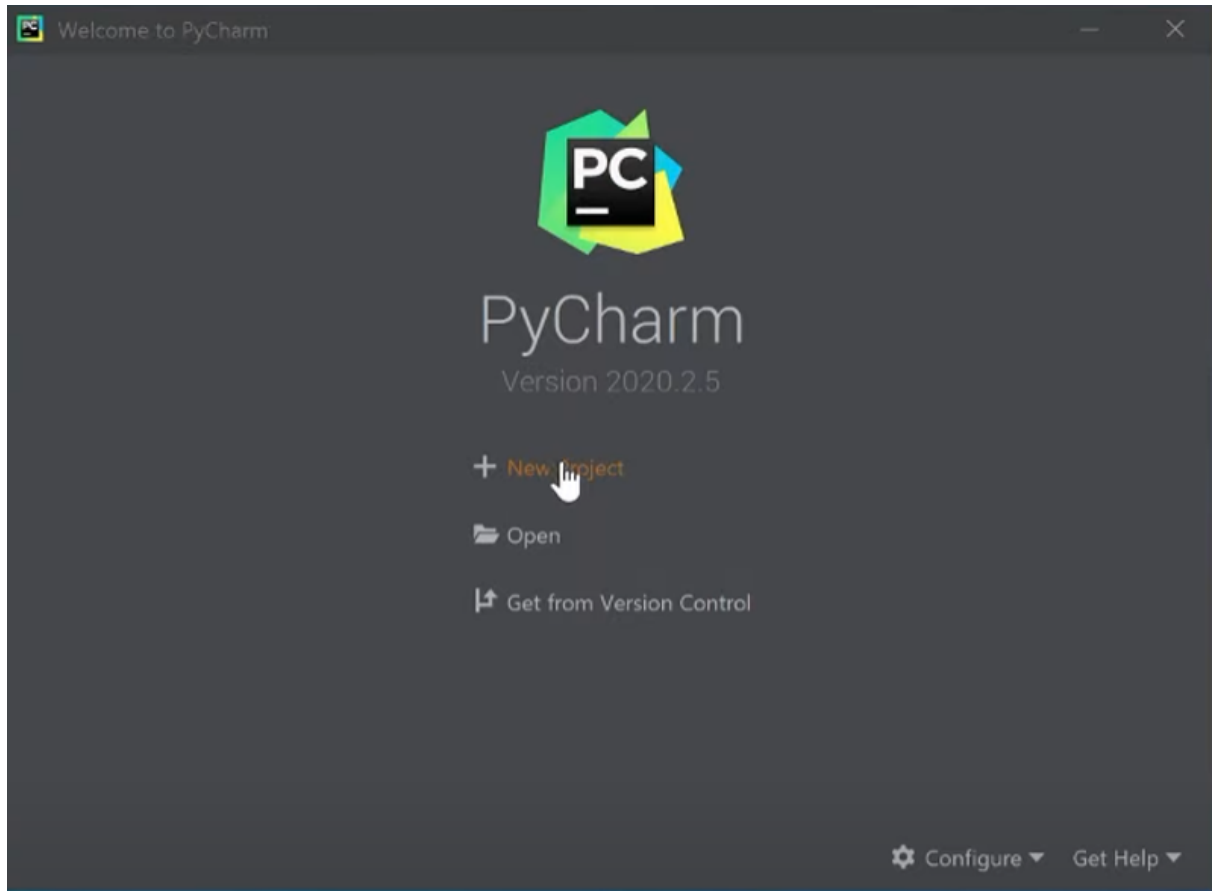 Welcome to PyCharm
PC
PyCharm
Version 2020.2.5
New Project
Open
Get from Version Control
Configure
Get Help